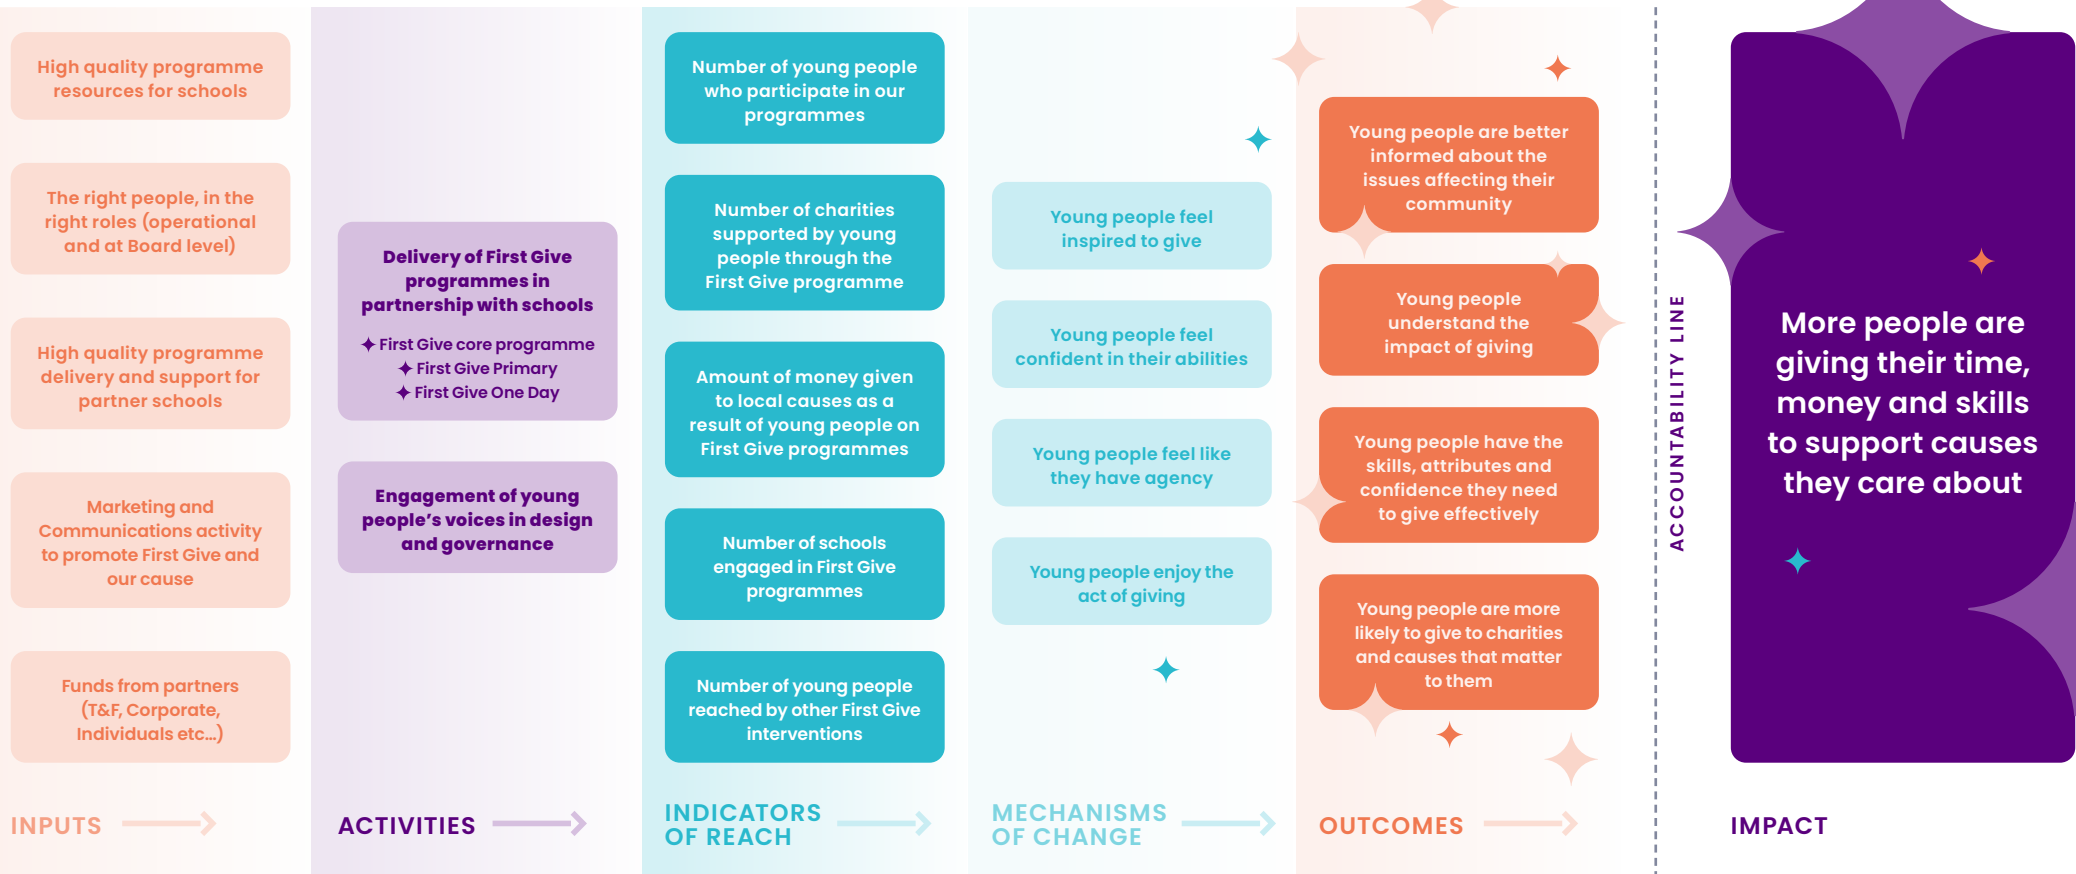 High quality programme
resources for schools
The right people, in the
right roles (operational
and at Board level)
High quality programme
delivery and support for
partner schools
Marketing and
Communications activity
to promote First Give and
our cause
Funds from partners
(T&F, Corporate,
Individuals etc...)
INPUTS
Delivery of First Give
programmes in
partnership with schools
First Give core programme
First Give Primary
First Give One Day
Engagement of young
people’s voices in design
and governance
ACTIVITIES
Number of young people
who participate in our
programmes
Number of charities
supported by young
people through the
First Give programme
Amount of money given
to local causes as a
result of young people on
First Give programmes
Number of schools
engaged in First Give
programmes
Number of young people
reached by other First Give
interventions
INDICATORS
OF REACH
Young people feel
inspired to give
Young people feel
confident in their abilities
Young people feel like
they have agency
Young people enjoy the
act of giving
MECHANISMS
OF CHANGE
Young people are better
informed about the
issues affecting their
community
Young people
understand the
impact of giving
Young people have the
skills, attributes and
confidence they need
to give effectively
Young people are more
likely to give to charities
and causes that matter
to them
OUTCOMES
ACCOUNTABILITY LINE
More people are
giving their time,
money and skills
to support causes
they care about
IMPACT